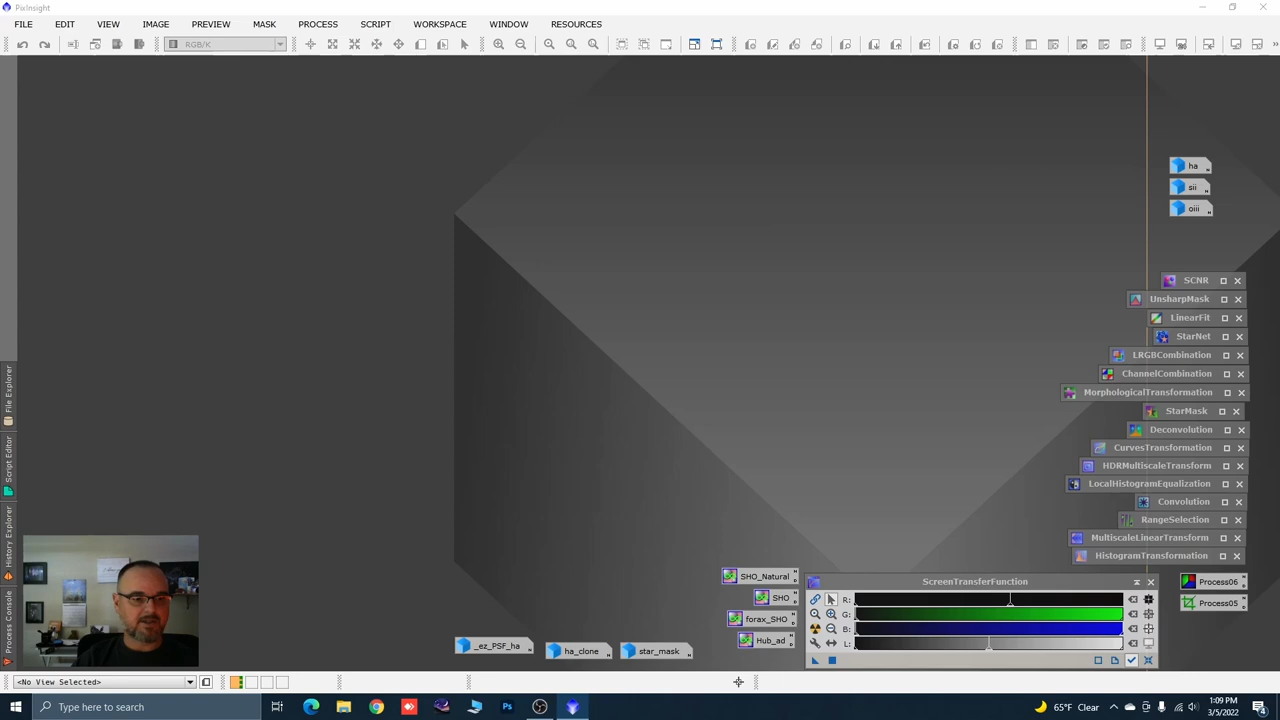 PixInsight
FILE EDIT VIEW IMAGE PREVIEW MASK PROCESS SCRIPT WORKSPACE WINDOW RESOURCES
RGB/K
ha
sii
oiii
SCNR
UnsharpMask
LinearFit
StarNet
LRGBCombination
ChannelCombination
MorphologicalTransformation
StarMask
Deconvolution
CurvesTransformation
HDRMultiscaleTransform
LocalHistogramEqualization
Convolution
RangeSelection
MultiscaleLinearTransform
HistogramTransformation
File Explorer
Script Editor
History Explorer
Process Console
SHO_Natural
SHO
forax_SHO
Hub_ad
_ez_PSF_ha
ha_clone
star_mask
ScreenTransferFunction
R:
G:
B:
L:
Process06
Process05
<No View Selected>
Type here to search
65°F Clear
1:09 PM
3/5/2022